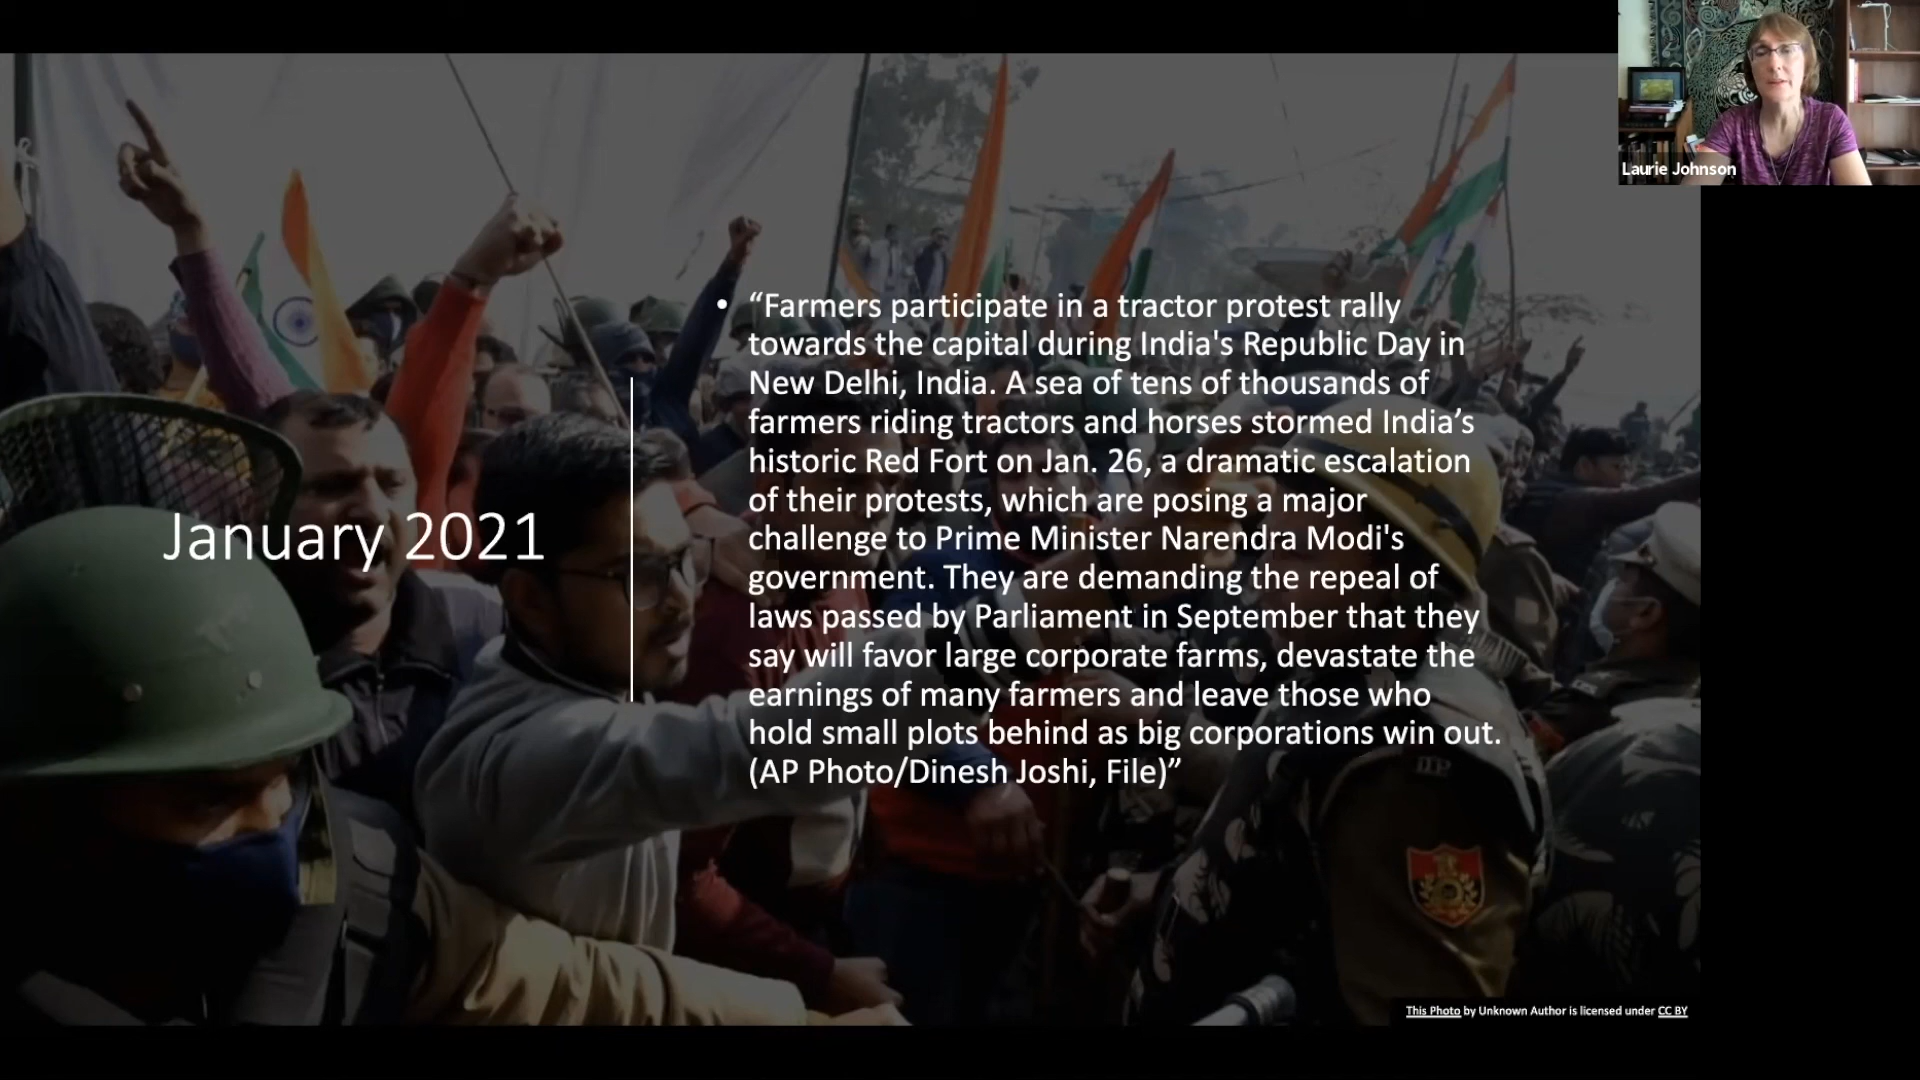 Laurie Johnson
January 2021
• “Farmers participate in a tractor protest rally
towards the capital during India's Republic Day in
New Delhi, India. A sea of tens of thousands of
farmers riding tractors and horses stormed India’s
historic Red Fort on Jan. 26, a dramatic escalation
of their protests, which are posing a major
challenge to Prime Minister Narendra Modi's
government. They are demanding the repeal of
laws passed by Parliament in September that they
say will favor large corporate farms, devastate the
earnings of many farmers and leave those who
hold small plots behind as big corporations win out.
(AP Photo/Dinesh Joshi, File)”
This Photo by Unknown Author is licensed under CC BY